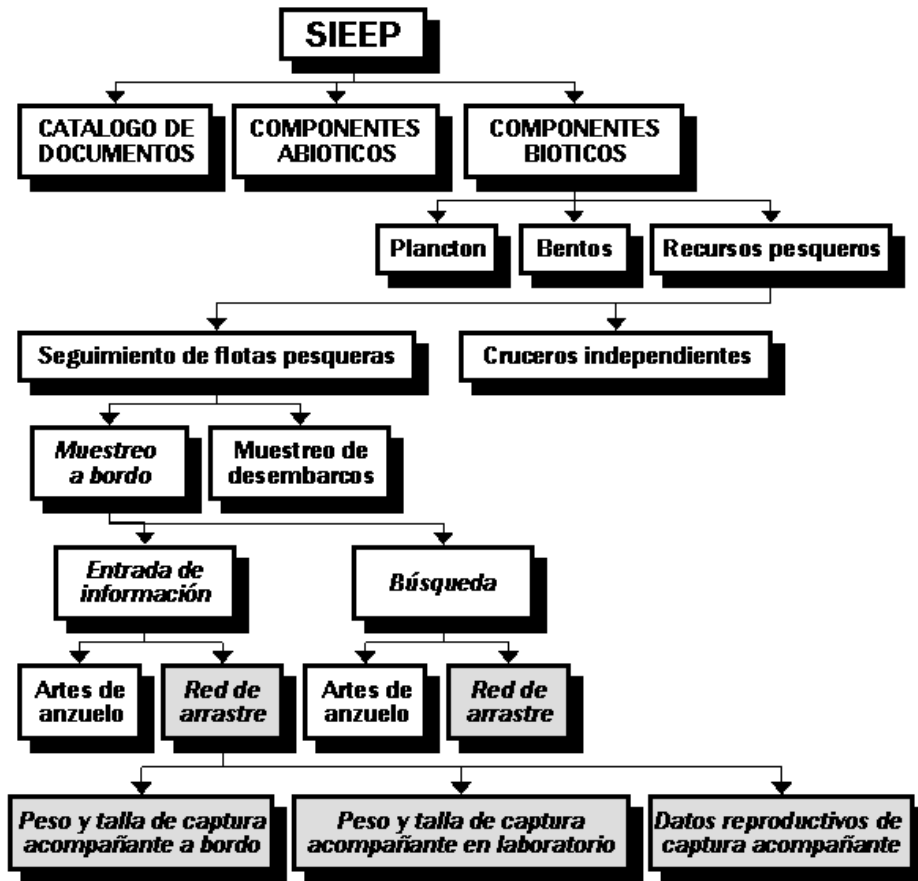 SIEEP
CATALOGO DE
DOCUMENTOS
COMPONENTES
ABIOTICOS
COMPONENTES
BIOTICOS
Plancton
Bentos
Recursos pesqueros
Seguimiento de flotas pesqueras
Cruceros independientes
Muestreo
a bordo
Muestreo de
desembarcos
Entrada de
información
Búsqueda
Artes de
anzuelo
Red de
arrastre
Artes de
anzuelo
Red de
arrastre
Peso y talla de captura
acompañante a bordo
Peso y talla de captura
acompañante en laboratorio
Datos reproductivos de
captura acompañante